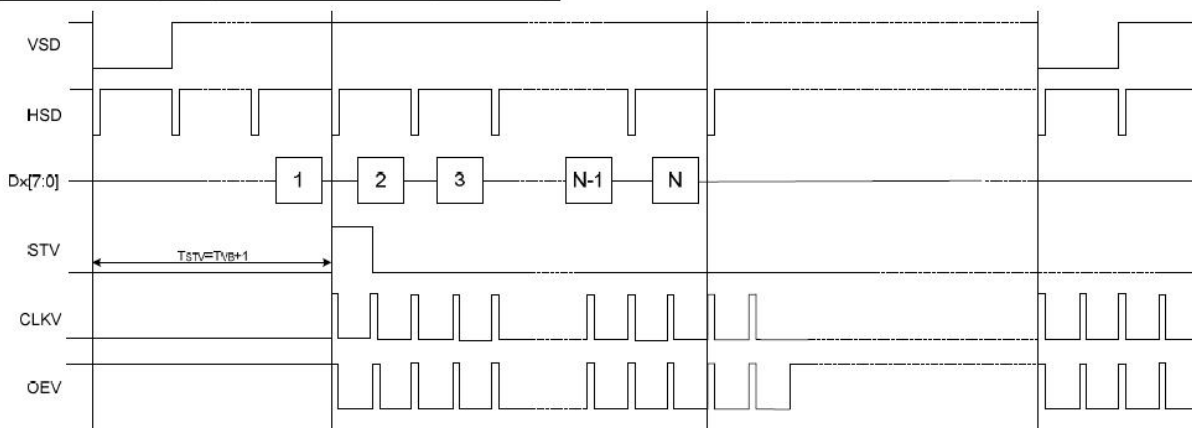 VSD
HSD
Dx[7:0]
1 2 3 N-1 N
STV
TSTV=TVB+1
CLKV
OEV